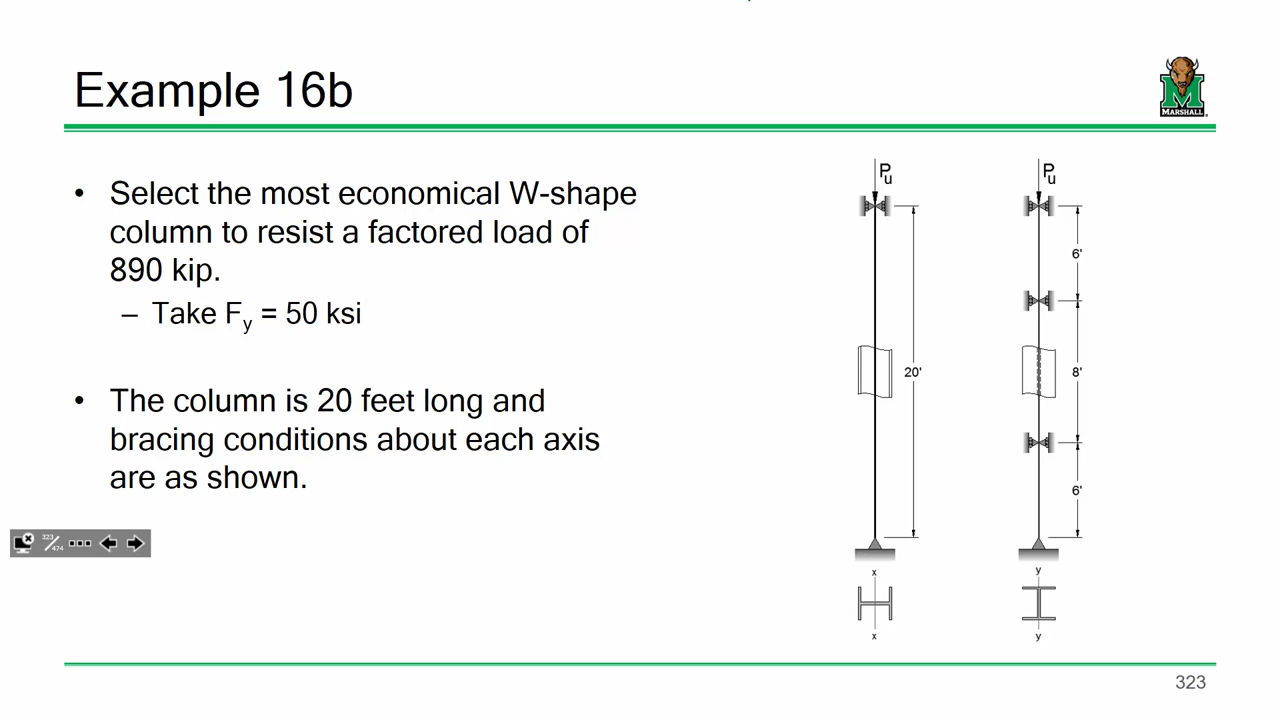 Example 16b
MARSHALL
• Select the most economical W-shape
column to resist a factored load of
890 kip.
– Take Fy = 50 ksi
• The column is 20 feet long and
bracing conditions about each axis
are as shown.
323/474
Pu
20'
x
x
Pu
6'
8'
6'
y
y
323